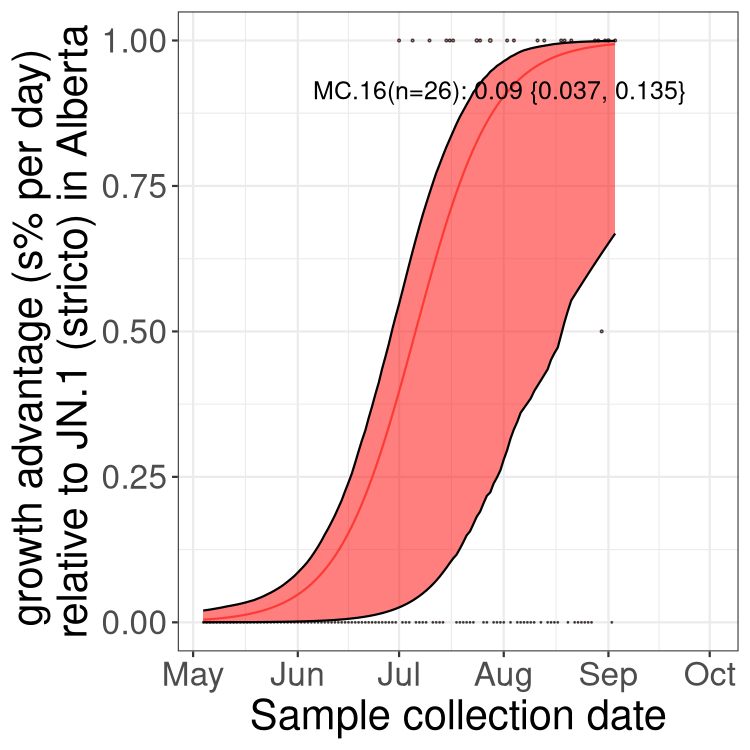 growth advantage (s% per day)
relative to JN.1 (stricto) in Alberta
1.00
0.75
0.50
0.25
0.00
MC.16(n=26): 0.09 {0.037, 0.135}
May Jun Jul Aug Sep Oct
Sample collection date